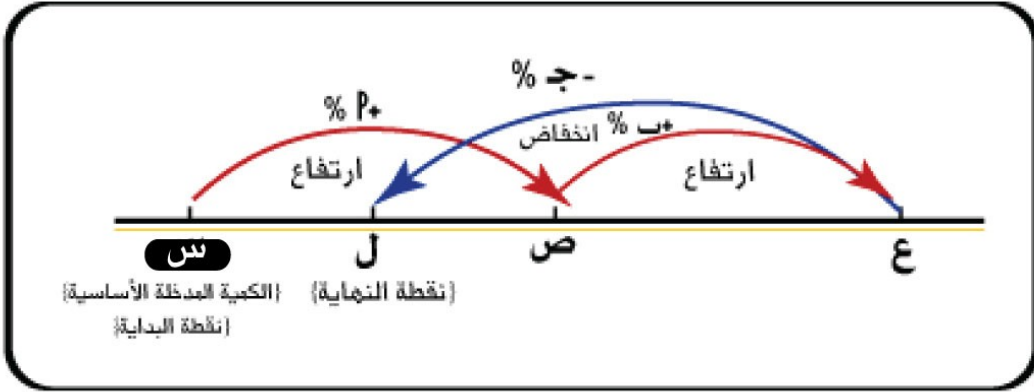 - جـ %
+P %
+ب %
انخفاض
ارتفاع
ارتفاع
ع
ص
ل
س
{نقطة النهاية}
{الكمية المدخلة الأساسية}
{نقطة البداية}